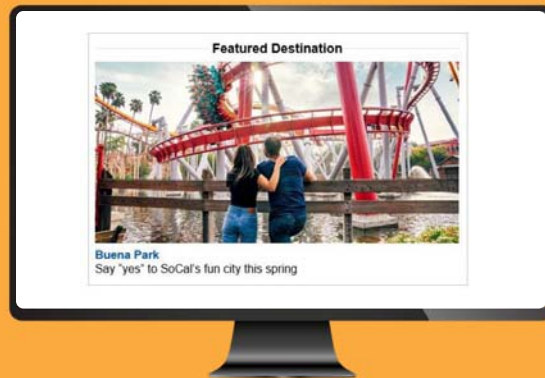 Featured Destination
Buena Park
Say "yes" to SoCal's fun city this spring